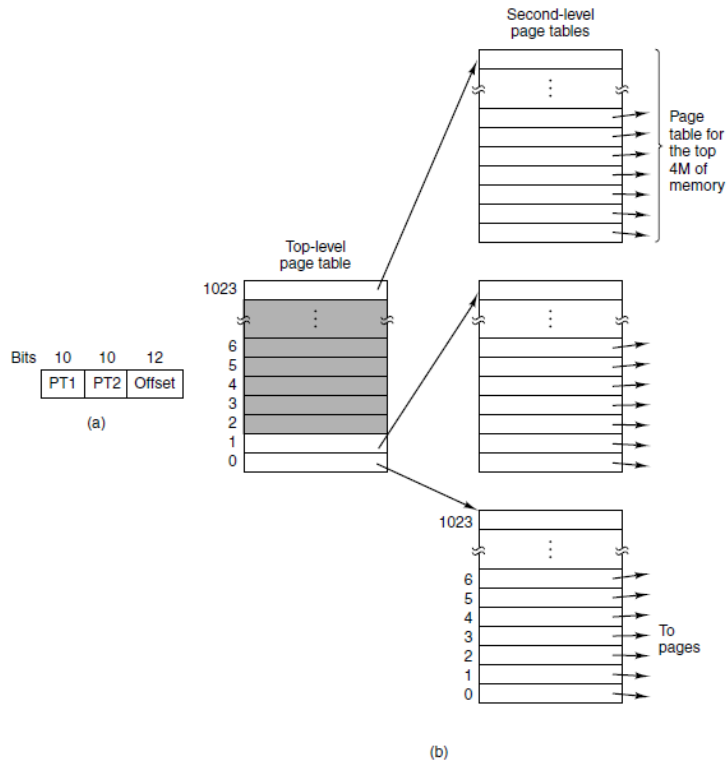 Second-level
page tables
Page
table for
the top
4M of
memory
Top-level
page table
1023
6
5
4
3
2
1
0
Bits 10 10 12
PT1 PT2 Offset
(a)
1023
6
5
4
3
2
1
0
To
pages
(b)